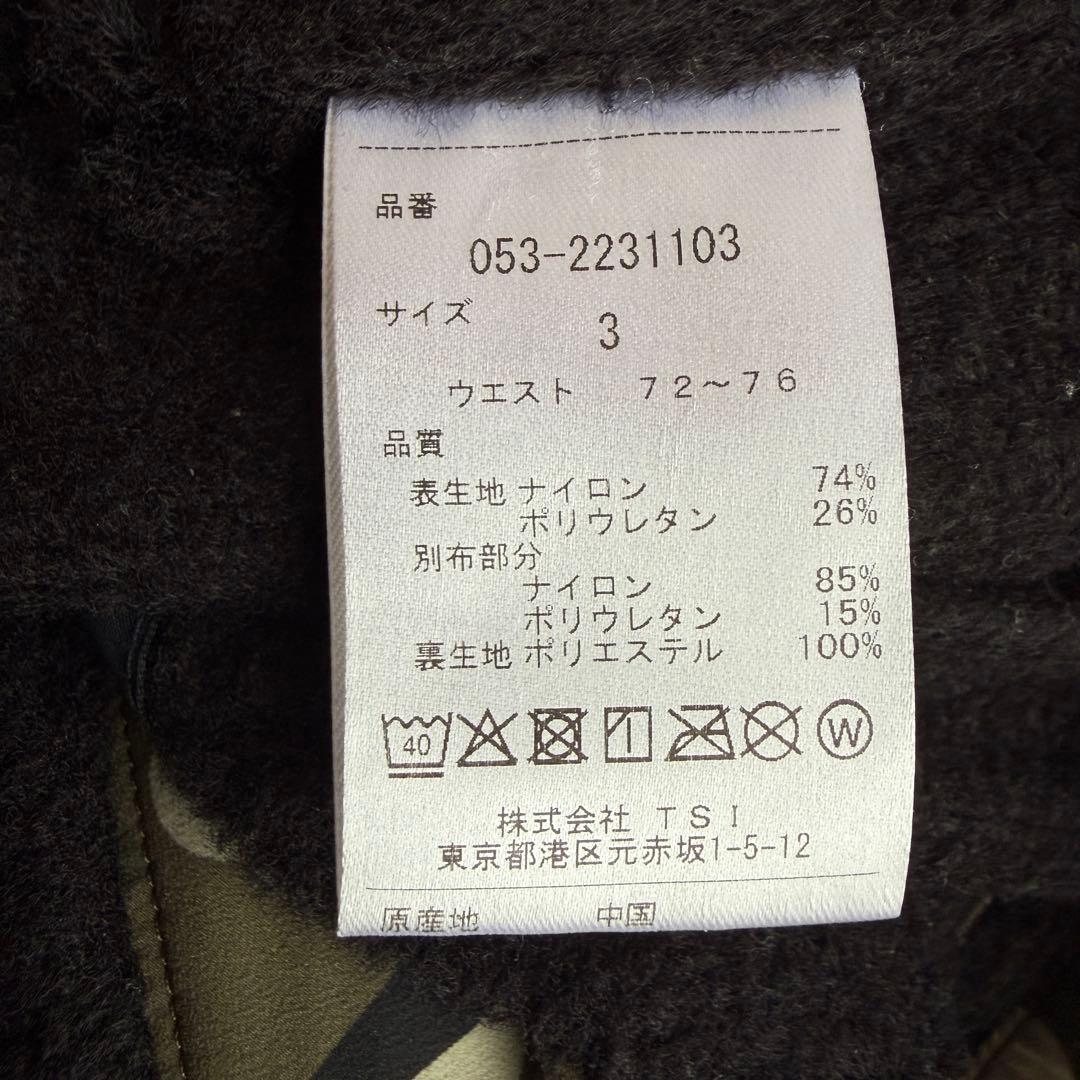 品番
053-2231103
サイズ 3
ウエスト 72～76
品質
表生地 ナイロン 74%
ポリウレタン 26%
別布部分
ナイロン 85%
ポリウレタン 15%
裏生地 ポリエステル 100%
40 W
株式会社 TSI
東京都港区元赤坂1-5-12
原産地 中国